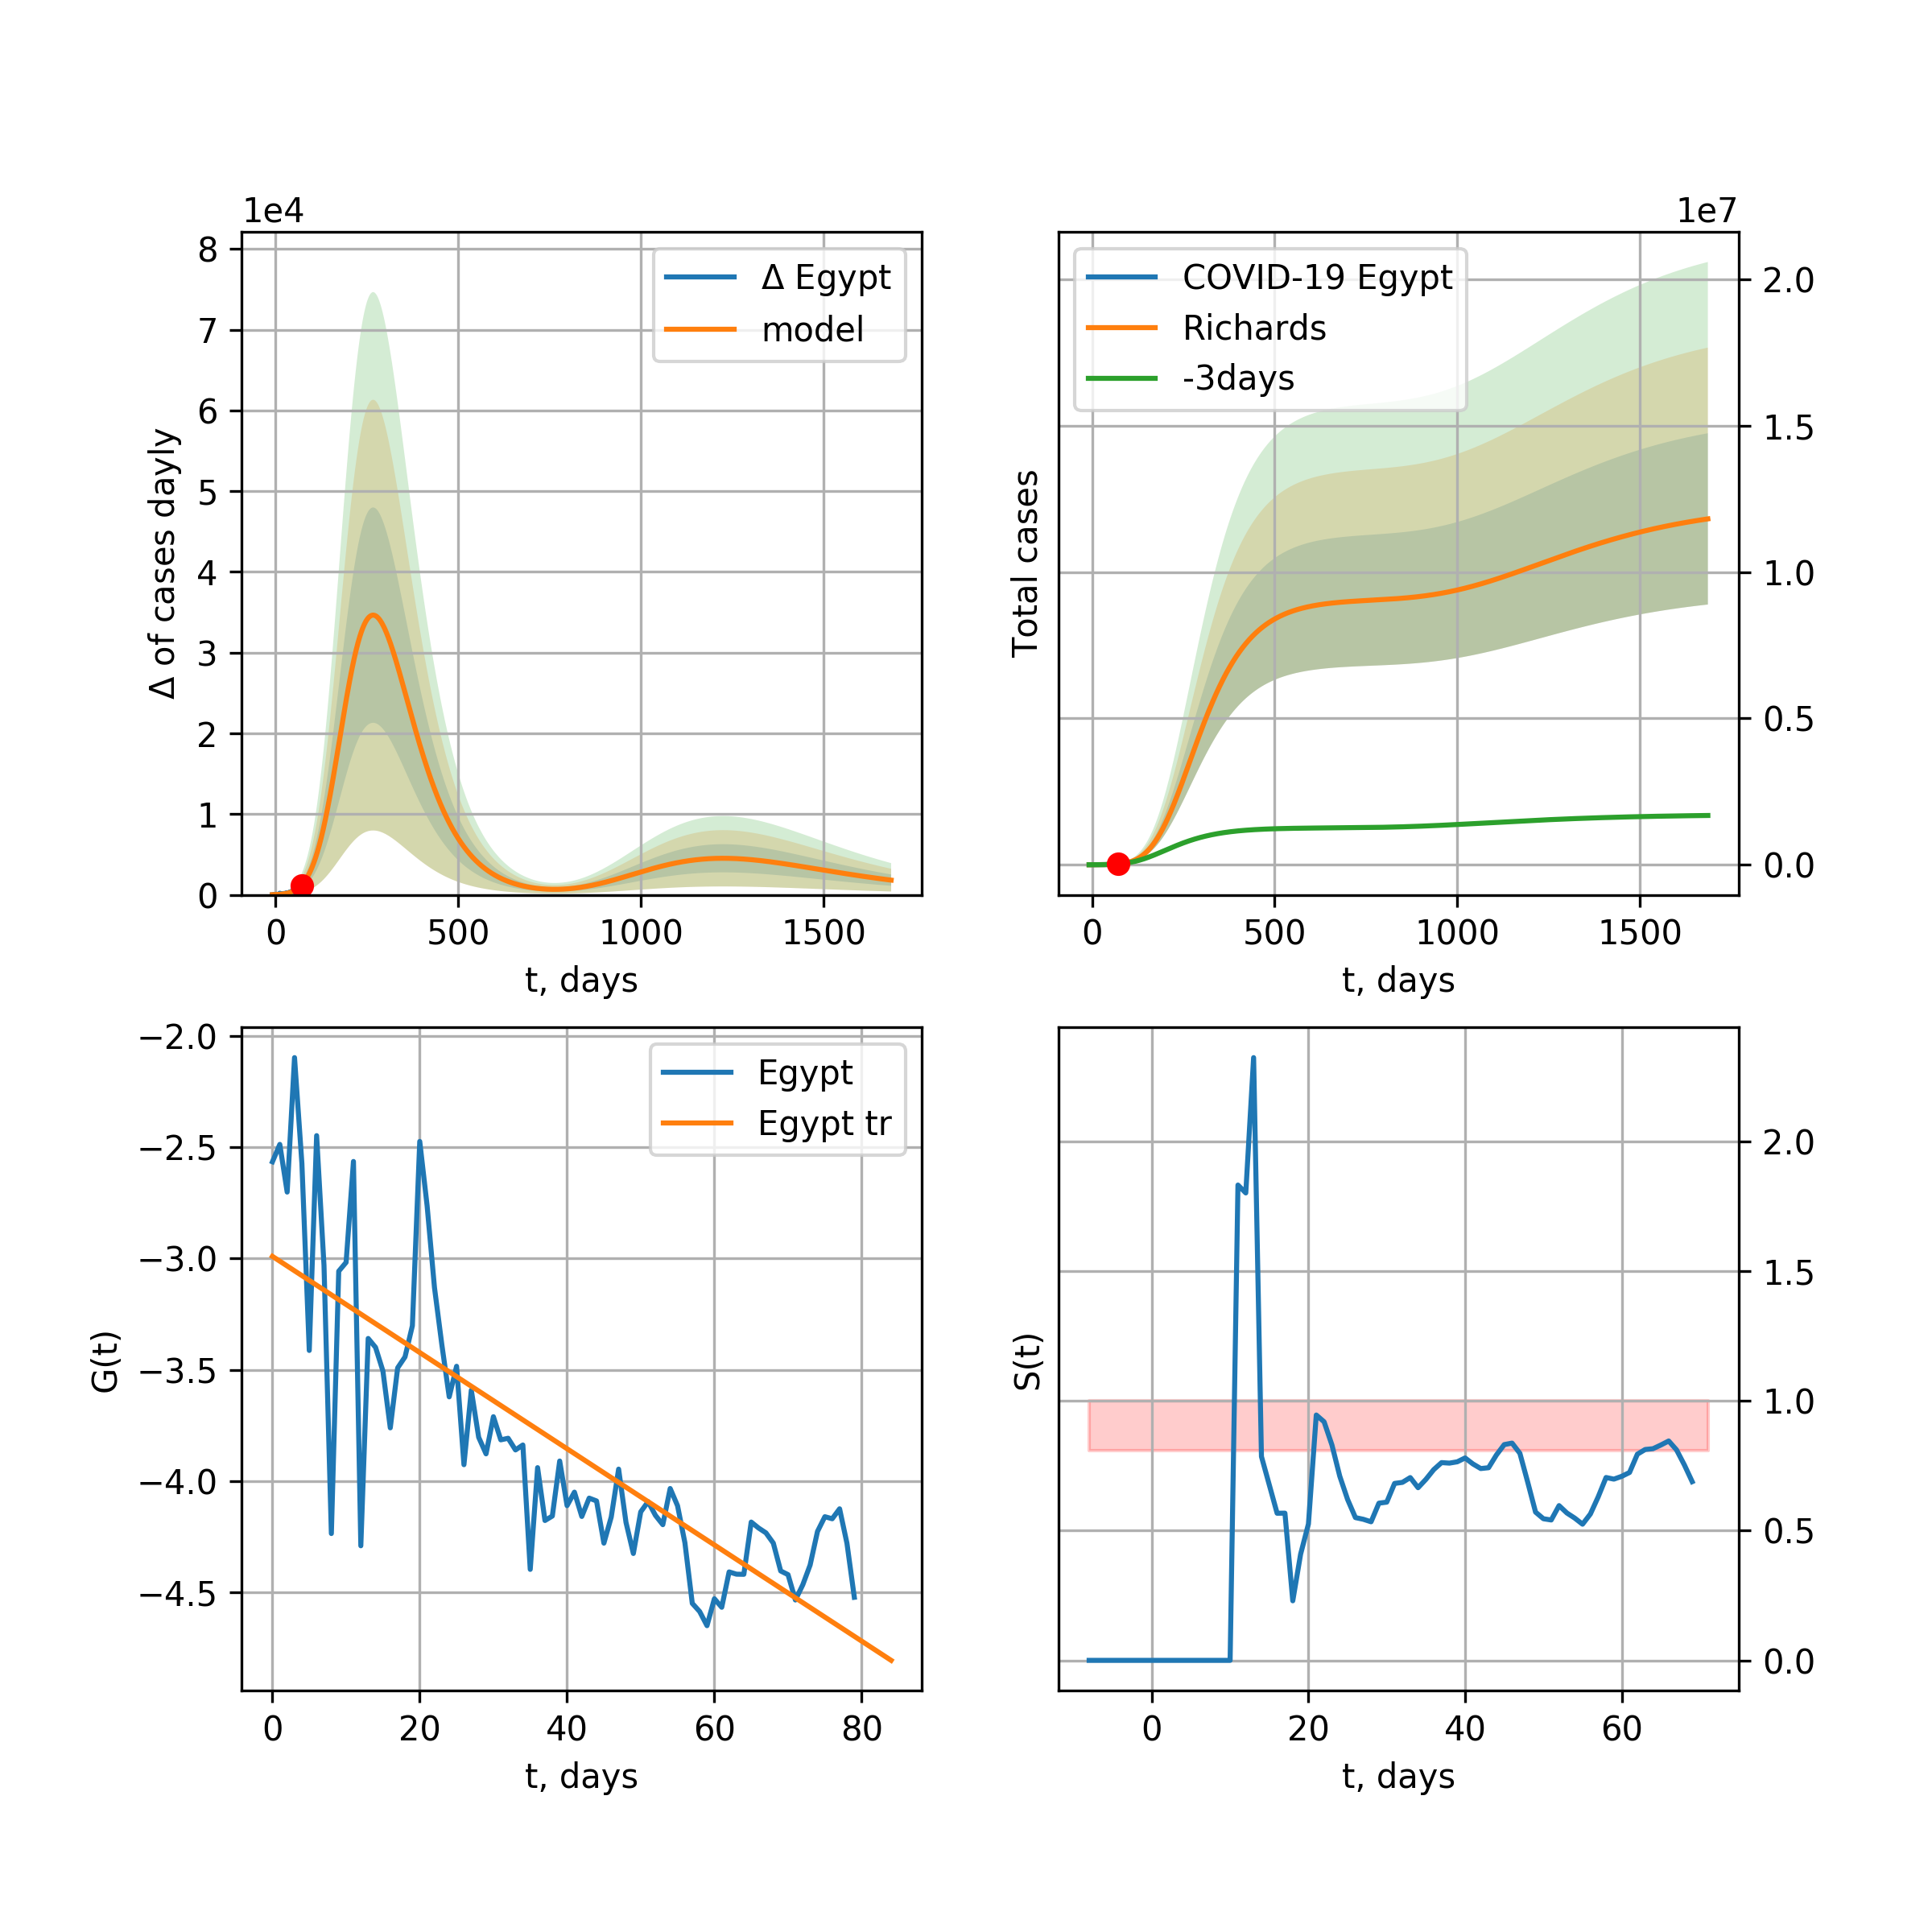 1e4
8
7
6
5
4
3
2
1
0
Δ of cases dayly
Δ Egypt
model
0 500 1000 1500
t, days
1e7
COVID-19 Egypt
Richards
-3days
Total cases
2.0
1.5
1.0
0.5
0.0
0 500 1000 1500
t, days
−2.0
−2.5
−3.0
−3.5
−4.0
−4.5
G(t)
Egypt
Egypt tr
0 20 40 60 80
t, days
S(t)
2.0
1.5
1.0
0.5
0.0
0 20 40 60
t, days